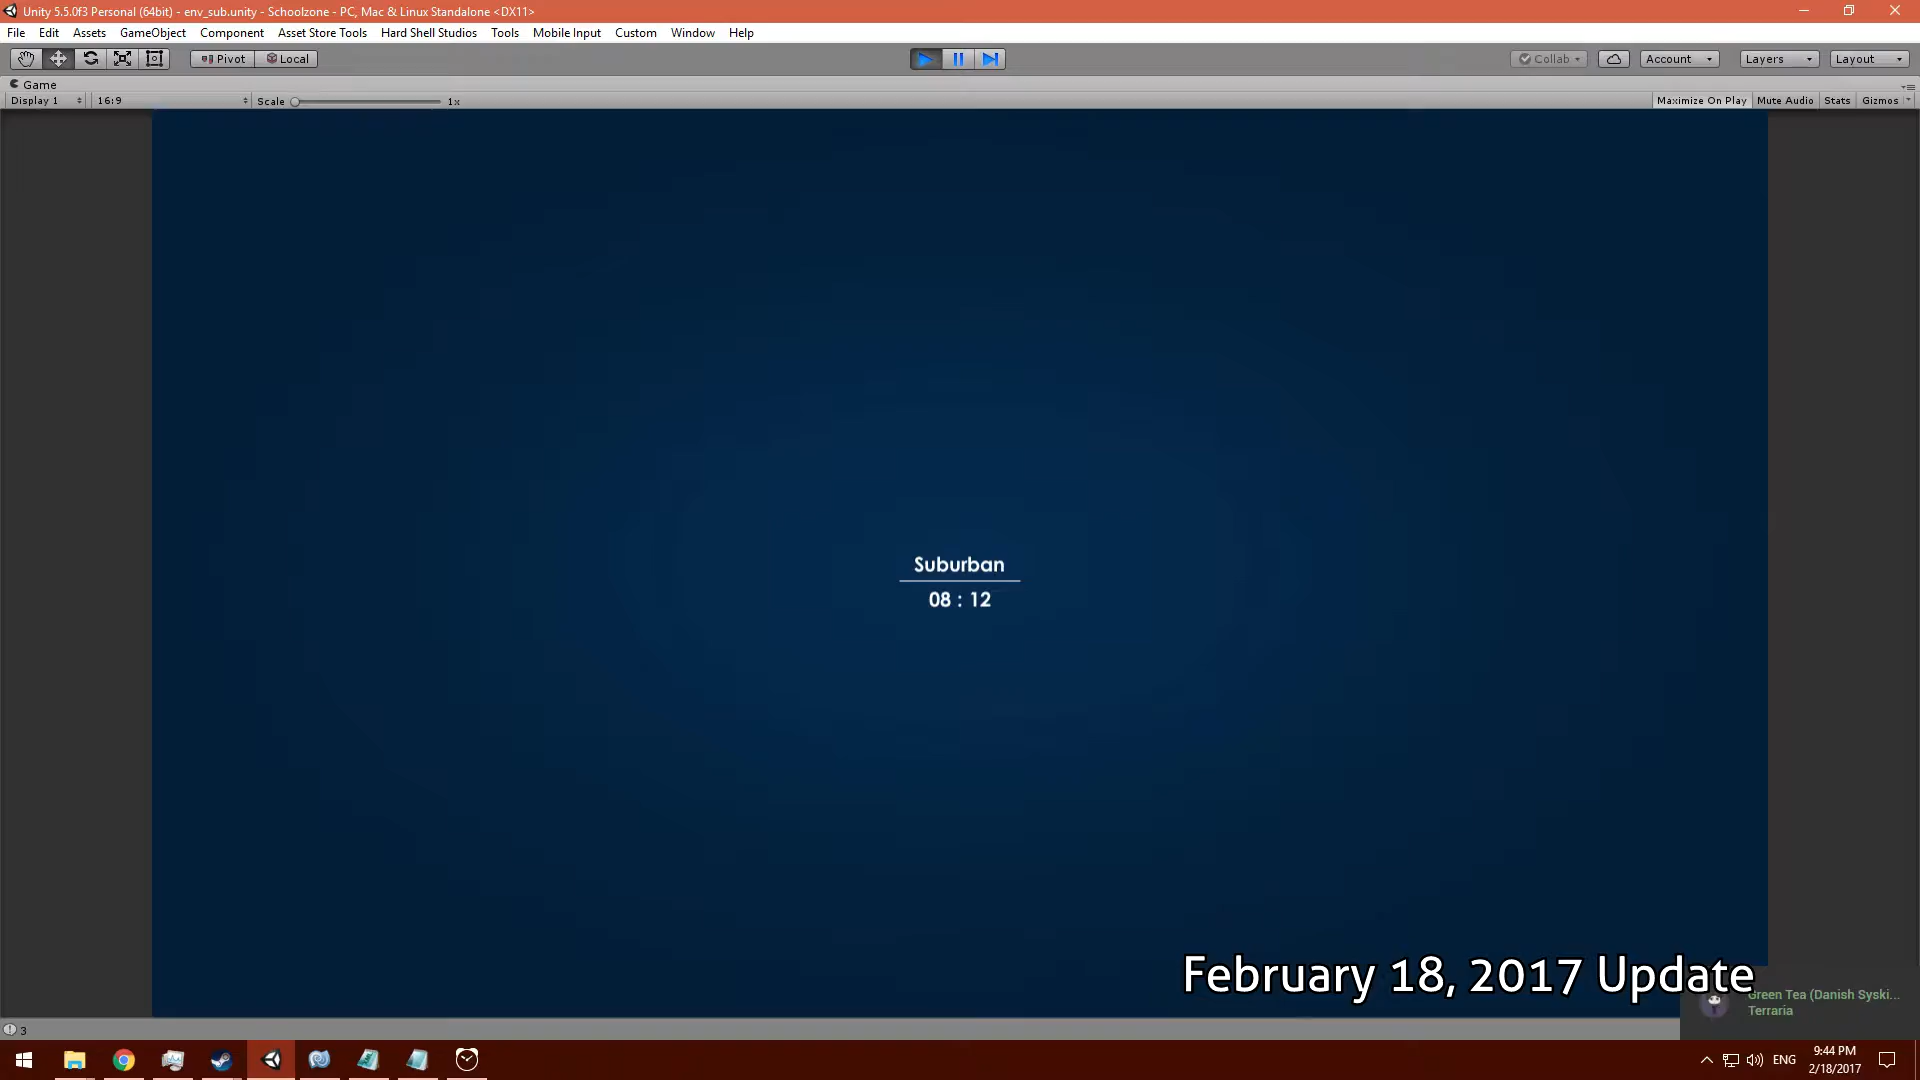 Unity 5.5.0f3 Personal (64bit) - env_sub.unity - Schoolzone - PC, Mac & Linux Standalone <DX11>
File Edit Assets GameObject Component Asset Store Tools Hard Shell Studios Tools Mobile Input Custom Window Help
Pivot Local Collab Account Layers Layout
Game
Display 1 16:9 Scale 1x Maximize On Play Mute Audio Stats Gizmos
Suburban
08 : 12
February 18, 2017 Update
Green Tea (Danish Syski...
Terraria
3
ENG 9:44 PM
2/18/2017